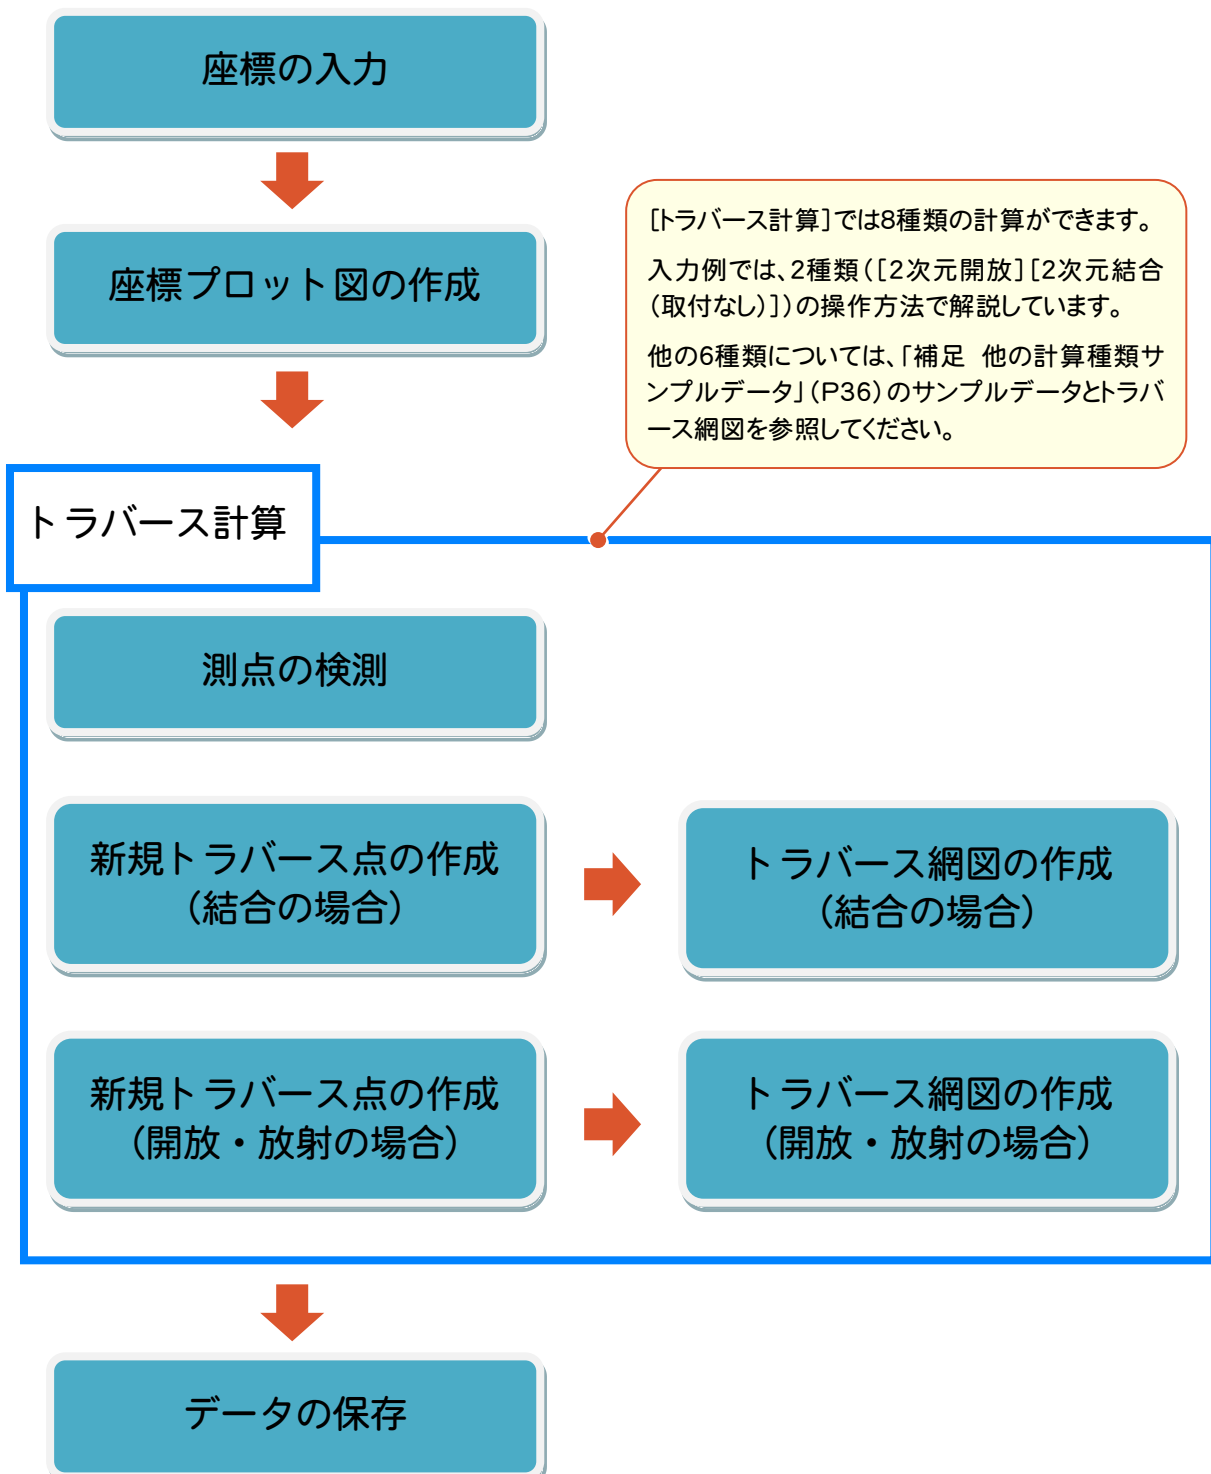 座標の入力
座標プロット図の作成
[トラバース計算]では8種類の計算ができます。
入力例では、2種類([2次元開放][2次元結合
(取付なし)])の操作方法で解説しています。
他の6種類については、「補足 他の計算種類サ
ンプルデータ」(P36)のサンプルデータとトラバ
ース網図を参照してください。
トラバース計算
測点の検測
新規トラバース点の作成
(結合の場合)
トラバース網図の作成
(結合の場合)
新規トラバース点の作成
(開放・放射の場合)
トラバース網図の作成
(開放・放射の場合)
データの保存